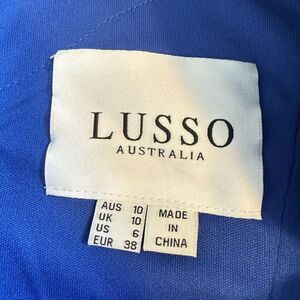 LUSSO
AUSTRALIA
AUS 10
UK 10
US 6
EUR 38
MADE
IN
CHINA